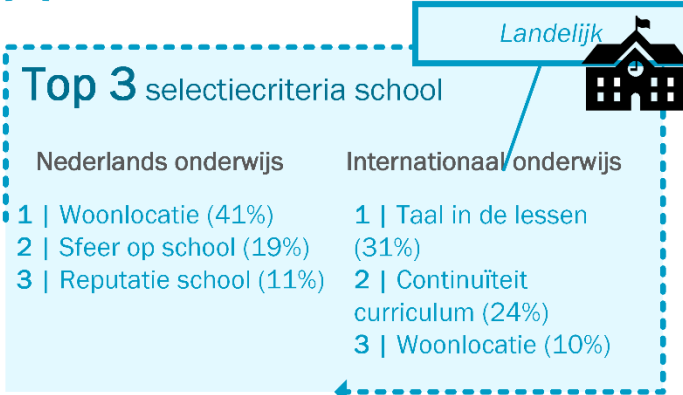 Landelijk
Top 3 selectiecriteria school
Nederlands onderwijs
1 | Woonlocatie (41%)
2 | Sfeer op school (19%)
3 | Reputatie school (11%)
Internationaal onderwijs
1 | Taal in de lessen
(31%)
2 | Continuïteit
curriculum (24%)
3 | Woonlocatie (10%)